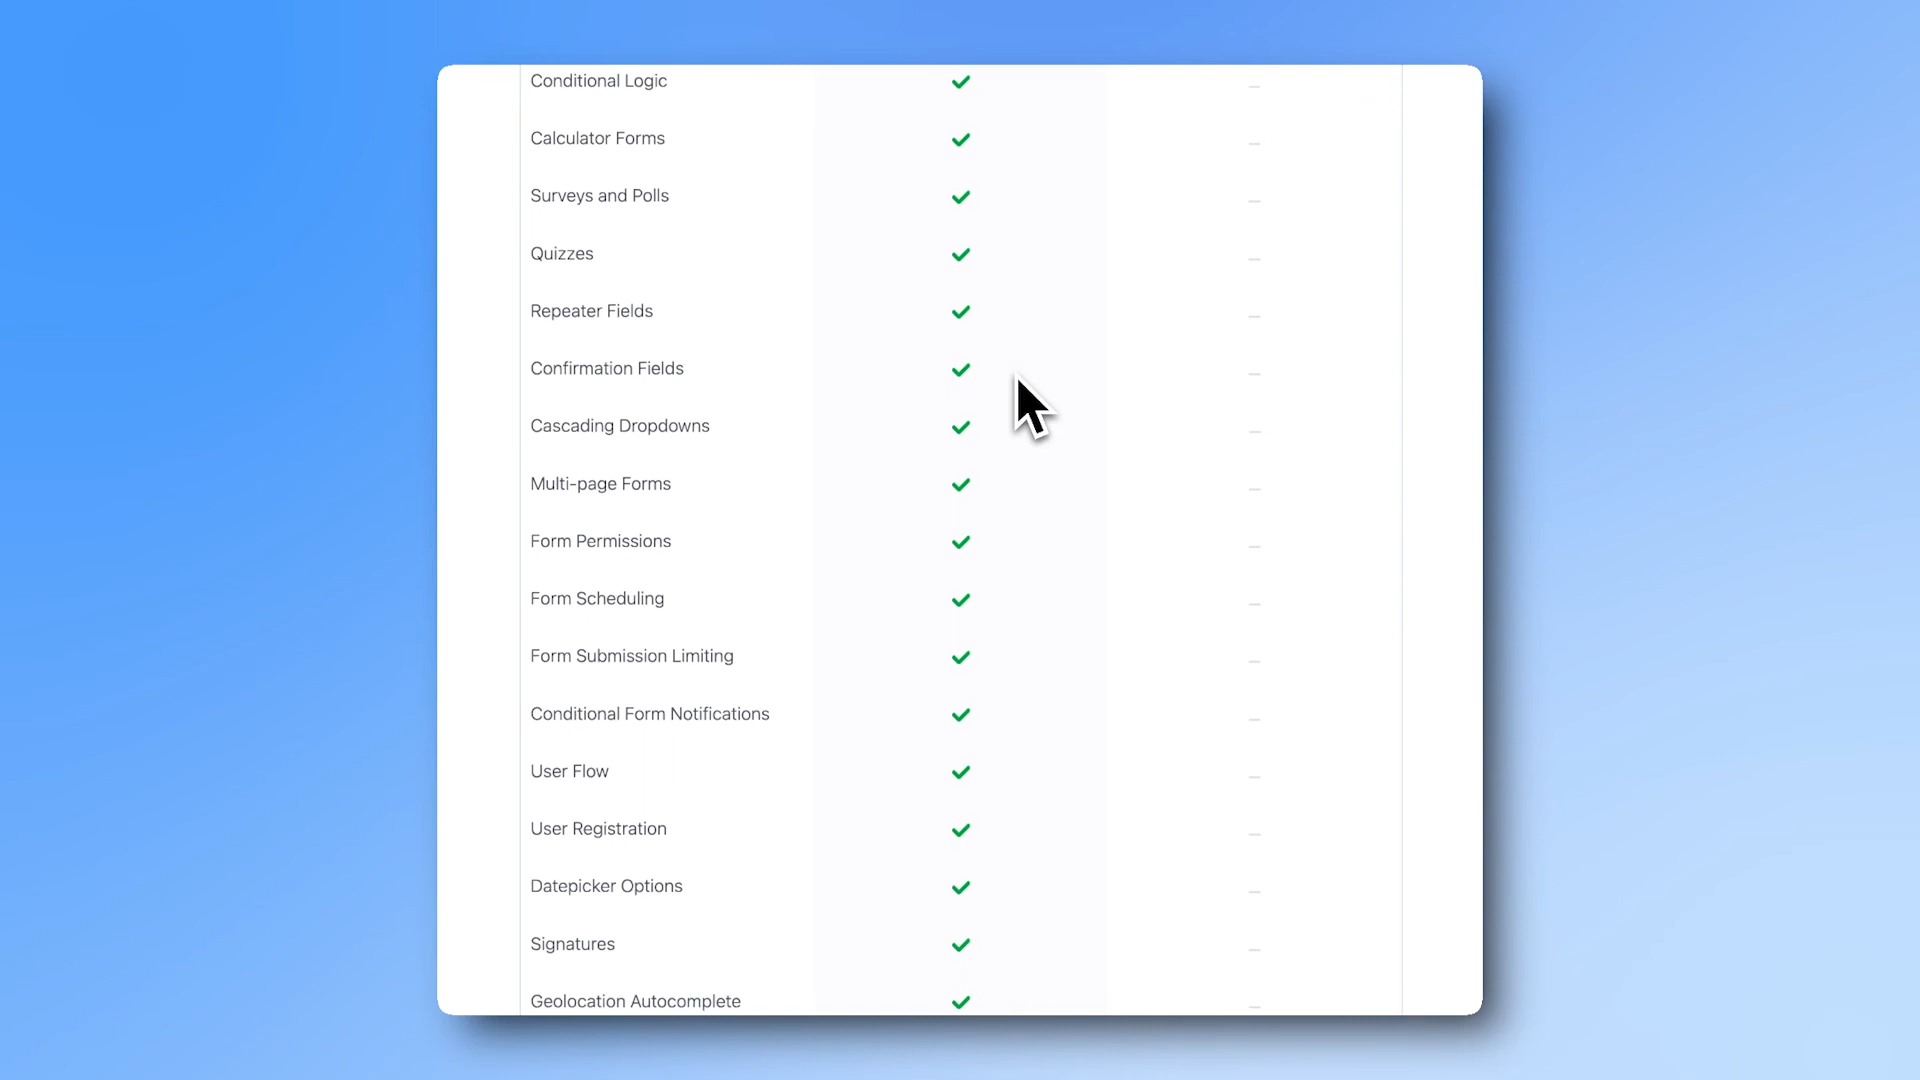 Conditional Logic
Calculator Forms
Surveys and Polls
Quizzes
Repeater Fields
Confirmation Fields
Cascading Dropdowns
Multi-page Forms
Form Permissions
Form Scheduling
Form Submission Limiting
Conditional Form Notifications
User Flow
User Registration
Datepicker Options
Signatures
Geolocation Autocomplete